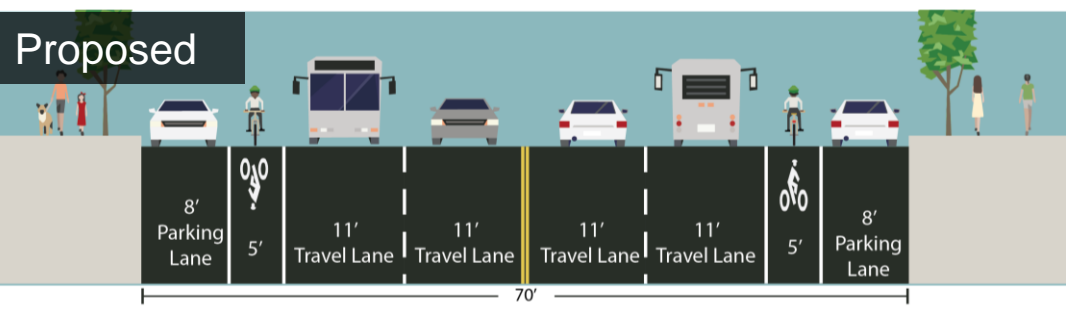 Proposed
8’
Parking
Lane
5’
11’
Travel Lane
11’
Travel Lane
11’
Travel Lane
11’
Travel Lane
5’
8’
Parking
Lane
70’